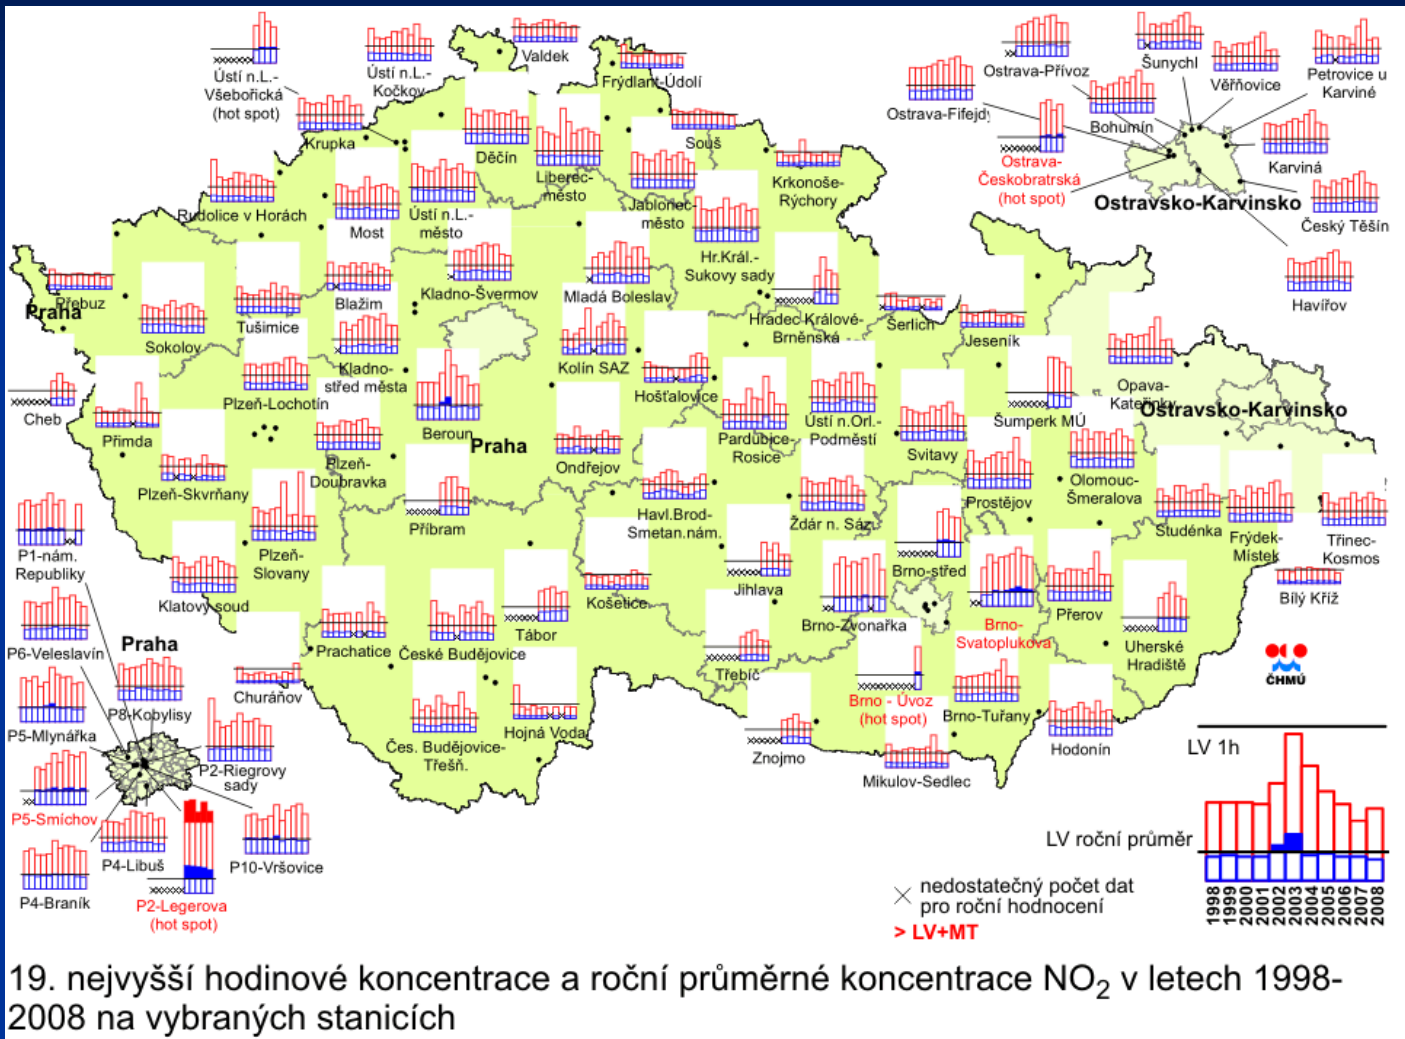 Ústí n.L.-
Všebořická
(hot spot)
Ústí n.L.-
Kočkov
Valdek
Frýdlant-Údolí
Ostrava-Přívoz
Šunychl
Věřňovice
Petrovice u
Karviné
Ostrava-Fifejdy
Bohumín
Karviná
Ostrava-
Českobratrská
(hot spot)
Ostravsko-Karvinsko
Český Těšín
Havířov
Krupka
Děčín
Liberec-
město
Souš
Krkonoše-
Rýchory
Rudolice v Horách
Most
Ústí n.L.-
město
Jablonec-
město
Hr.Král.-
Sukovy sady
Přebuz
Praha
Sokolov
Tušimice
Blažim
Kladno-Švermov
Mladá Boleslav
Hradec Králové-
Brněnská
Šerlich
Jeseník
Kladno-
střed města
Kolín SAZ
Hošťalovice
Cheb
Přimda
Plzeň-Lochotín
Beroun
Praha
Ondřejov
Pardubice-
Rosice
Ústí n.Orl.-
Podměstí
Svitavy
Šumperk MÚ
Opava-
Kateřinky
Ostravsko-Karvinsko
Plzeň-Skvrňany
Plzeň-
Doubravka
Příbram
Havl.Brod-
Smetan.nám.
Žďár n. Sáz.
Prostějov
Olomouc-
Šmeralova
Studénka
Frýdek-
Místek
Třinec-
Kosmos
Bílý Kříž
P1-nám.
Republiky
Plzeň-
Slovany
Klatovy soud
Košetice
Jihlava
Brno-střed
Brno-Zvonařka
Brno-
Svatoplukova
Přerov
Uherské
Hradiště
P6-Veleslavín
Praha
Prachatice
České Budějovice
Tábor
Třebíč
ČHMÚ
P8-Kobylisy
Churáňov
P5-Mlynářka
P2-Riegrovy
sady
Čes. Budějovice-
Třešň.
Hojná Voda
Znojmo
Brno - Úvoz
(hot spot)
Brno-Tuřany
Mikulov-Sedlec
Hodonín
P5-Smíchov
P4-Libuš
P10-Vršovice
P4-Braník
P2-Legerova
(hot spot)
LV 1h
LV roční průměr
1998 1999 2000 2001 2002 2003 2004 2005 2006 2007 2008
nedostatečný počet dat
pro roční hodnocení
> LV+MT
19. nejvyšší hodinové koncentrace a roční průměrné koncentrace NO₂ v letech 1998-
2008 na vybraných stanicích